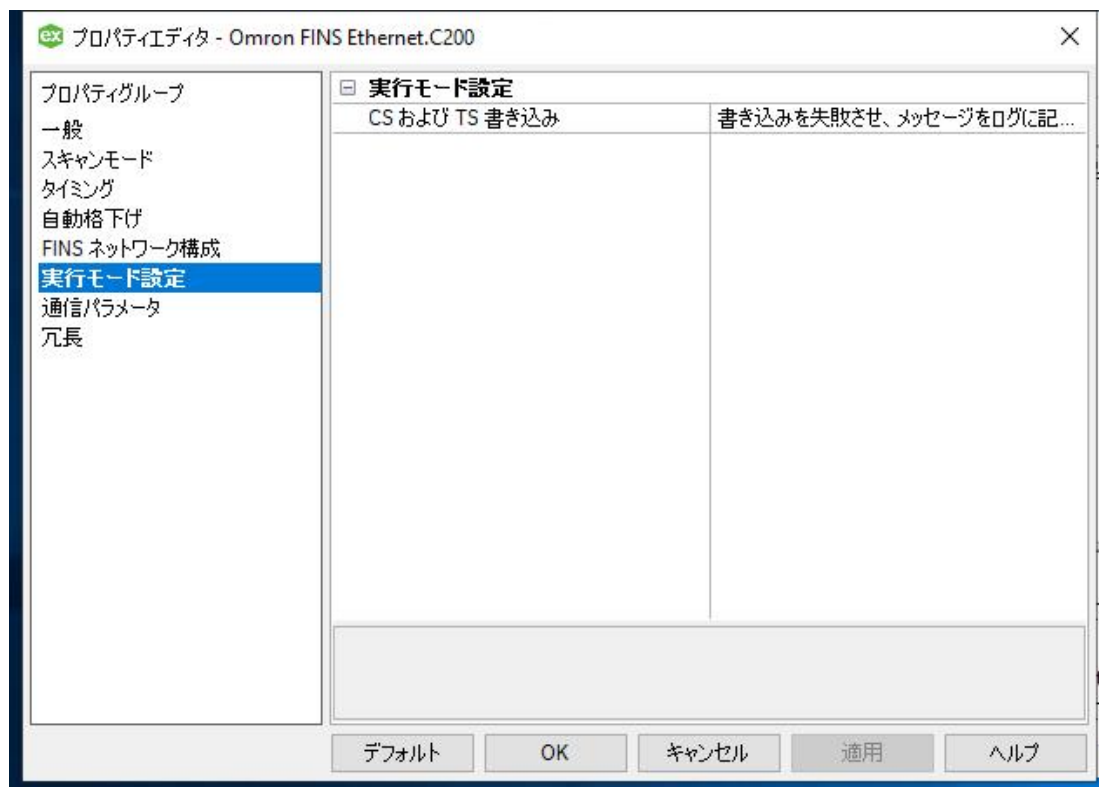 プロパティエディタ - Omron FINS Ethernet.C200
プロパティグループ
一般
スキャンモード
タイミング
自動格下げ
FINS ネットワーク構成
実行モード設定
通信パラメータ
冗長
実行モード設定
CS および TS 書き込み 書き込みを失敗させ、メッセージをログに記...
デフォルト OK キャンセル 適用 ヘルプ